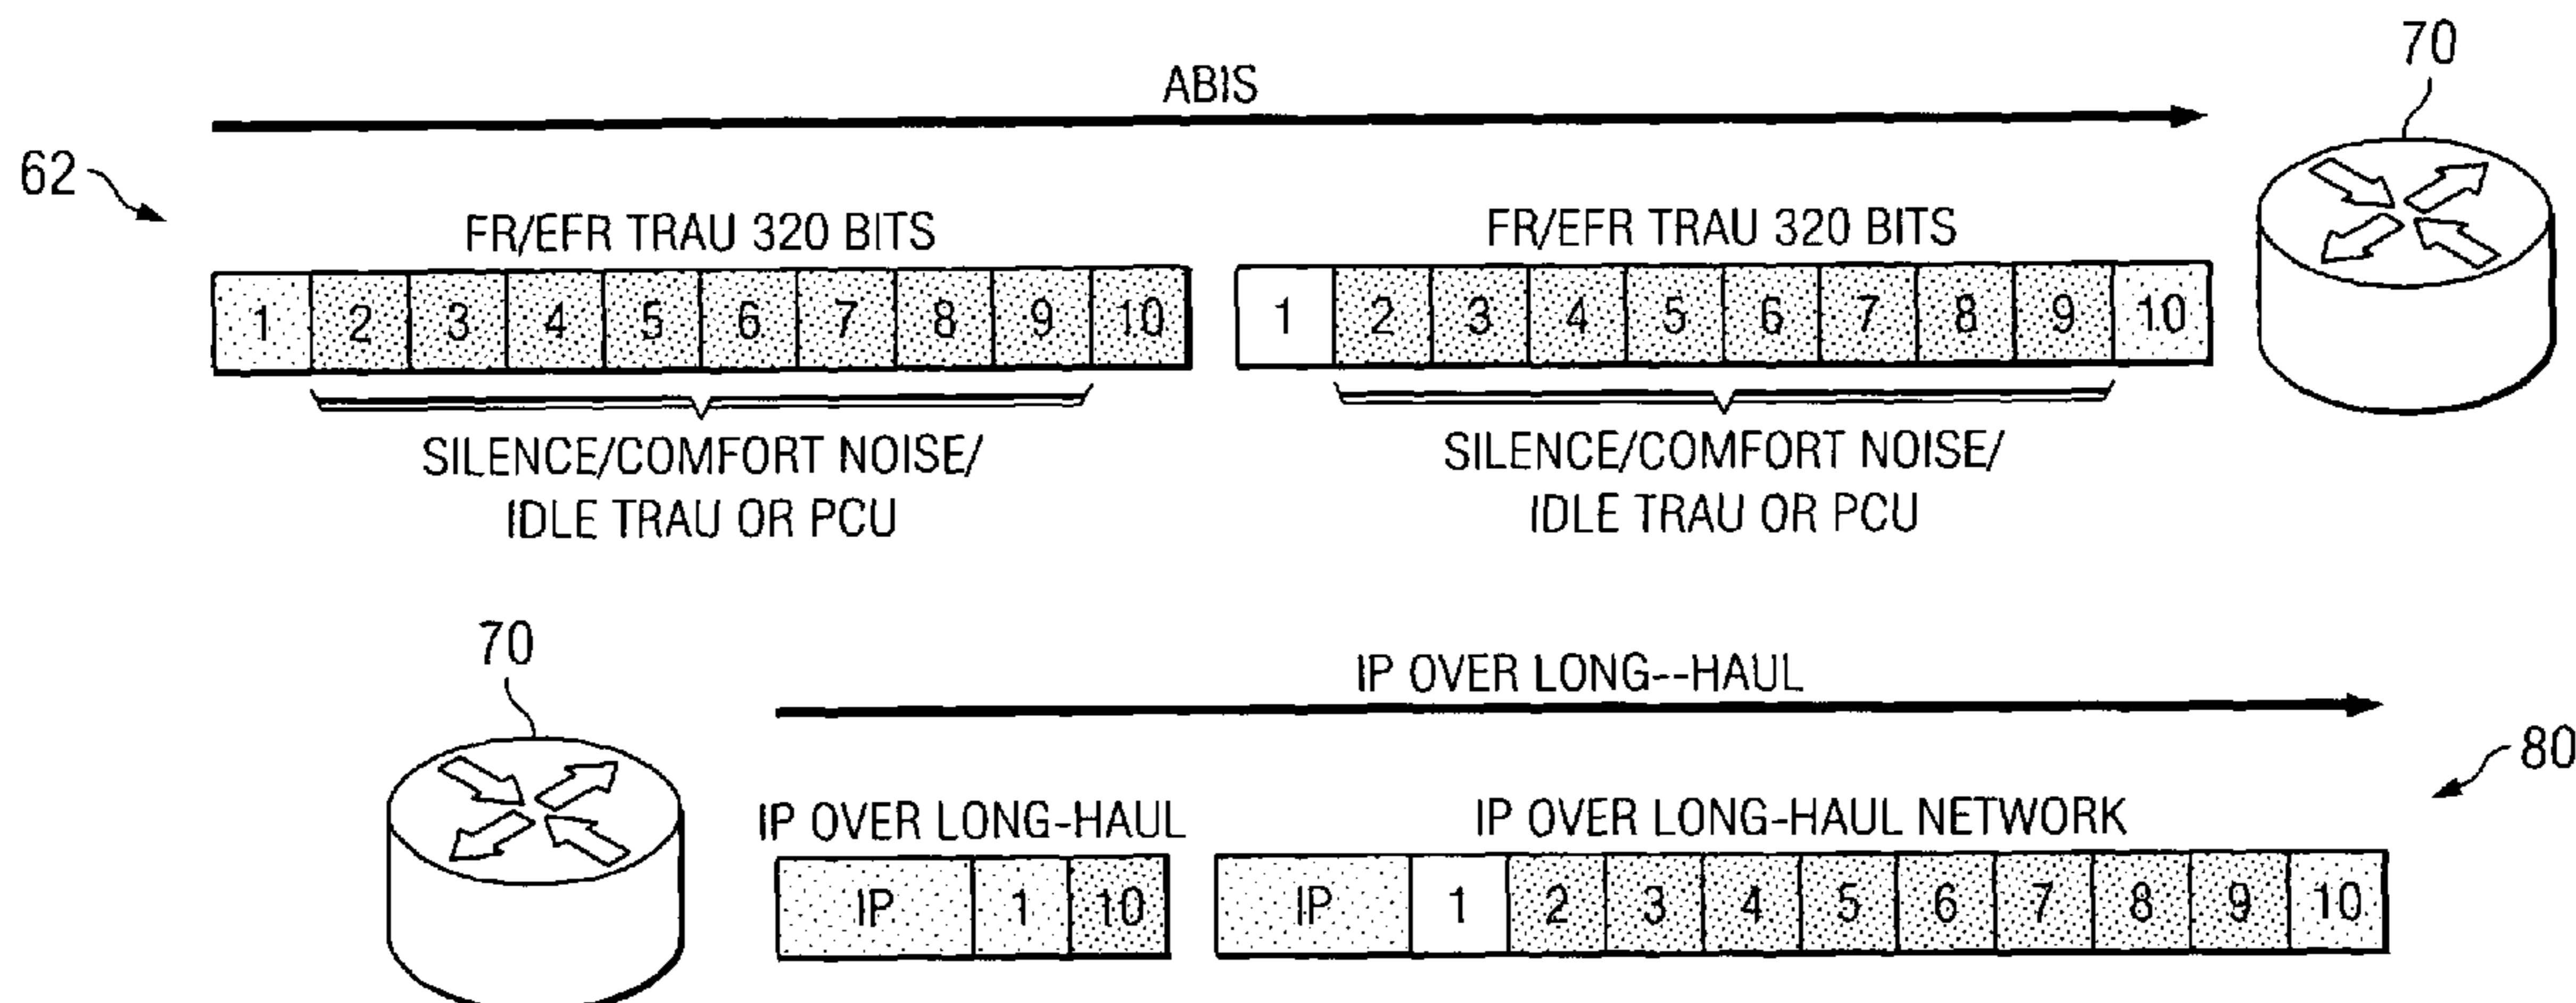 70
ABIS
62
FR/EFR TRAU 320 BITS
FR/EFR TRAU 320 BITS
1 2 3 4 5 6 7 8 9 10
1 2 3 4 5 6 7 8 9 10
SILENCE/COMFORT NOISE/
IDLE TRAU OR PCU
SILENCE/COMFORT NOISE/
IDLE TRAU OR PCU
70
IP OVER LONG--HAUL
80
IP OVER LONG-HAUL
IP OVER LONG-HAUL NETWORK
IP 1 10
IP 1 2 3 4 5 6 7 8 9 10